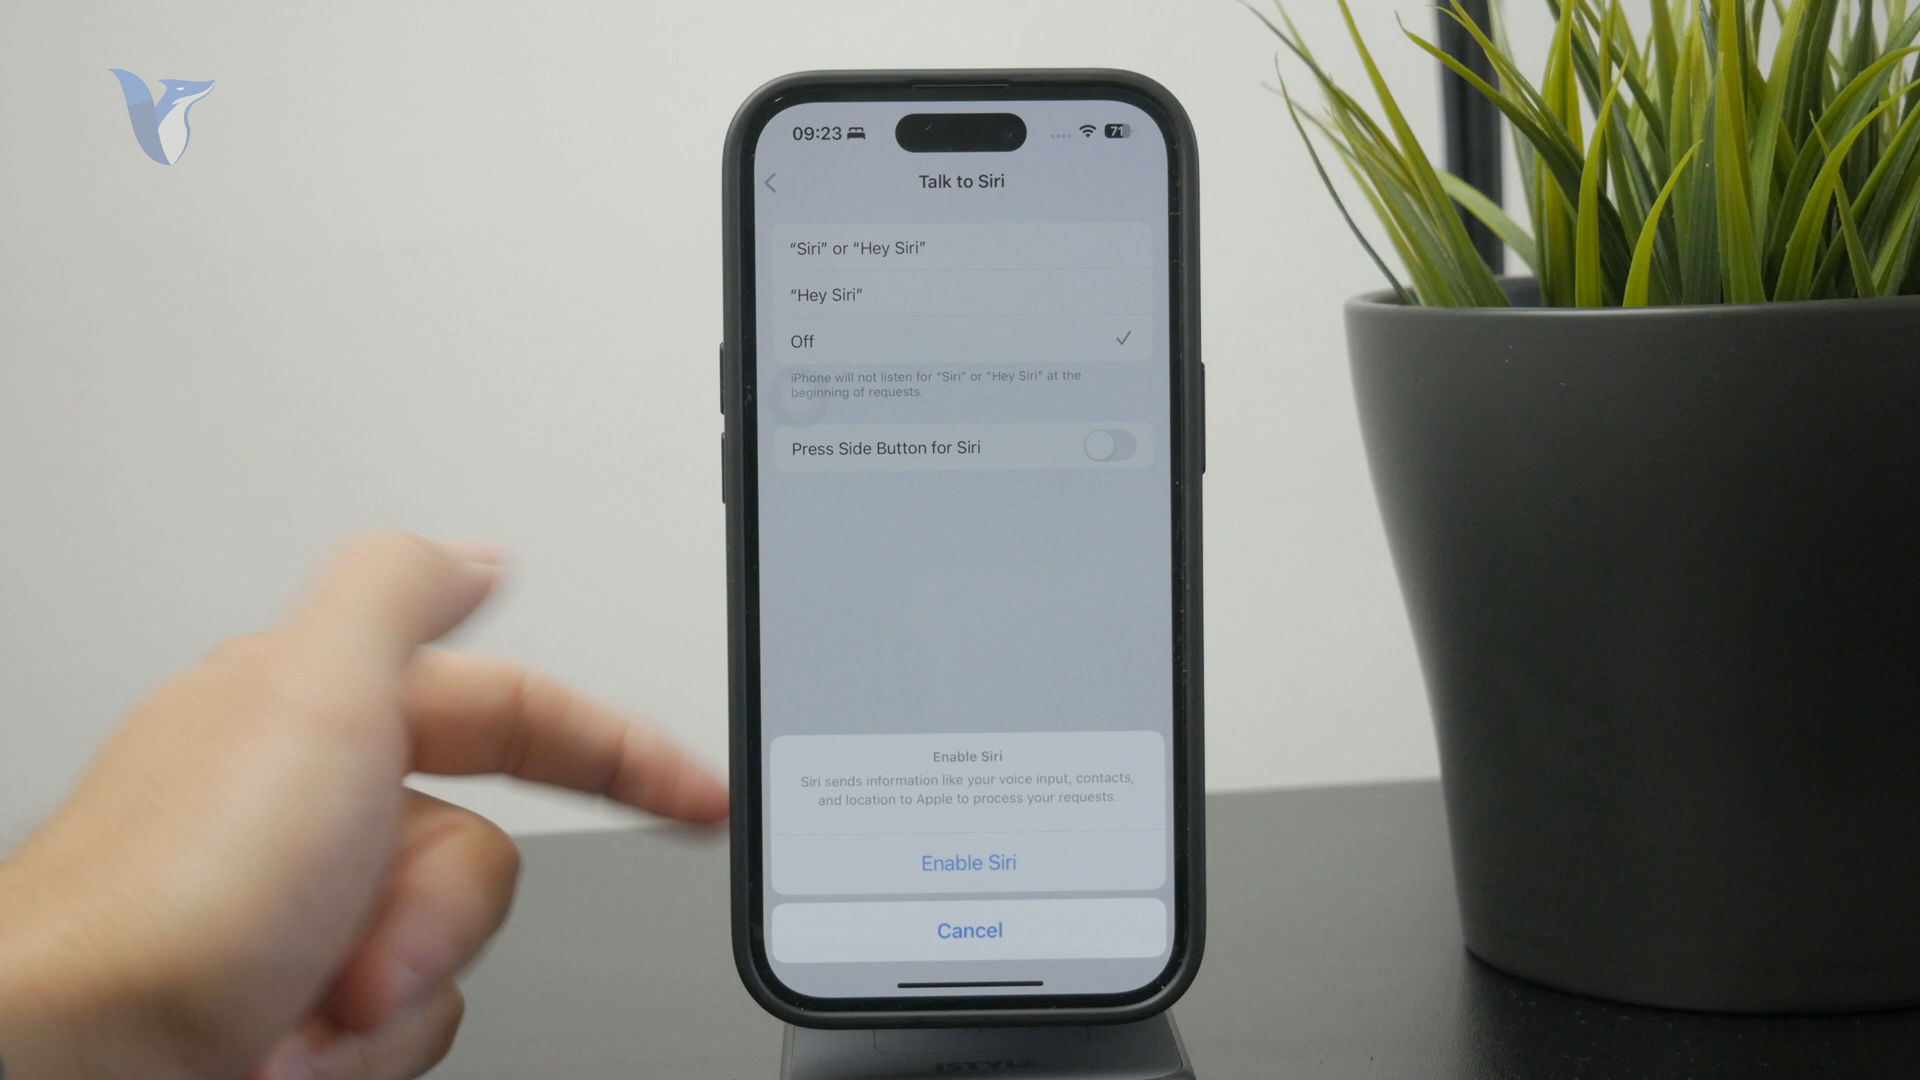 09:23
71
Talk to Siri
“Siri” or “Hey Siri”
“Hey Siri”
Off
iPhone will not listen for “Siri” or “Hey Siri” at the
beginning of requests.
Press Side Button for Siri
Enable Siri
Siri sends information like your voice input, contacts,
and location to Apple to process your requests.
Enable Siri
Cancel
iSTYLE